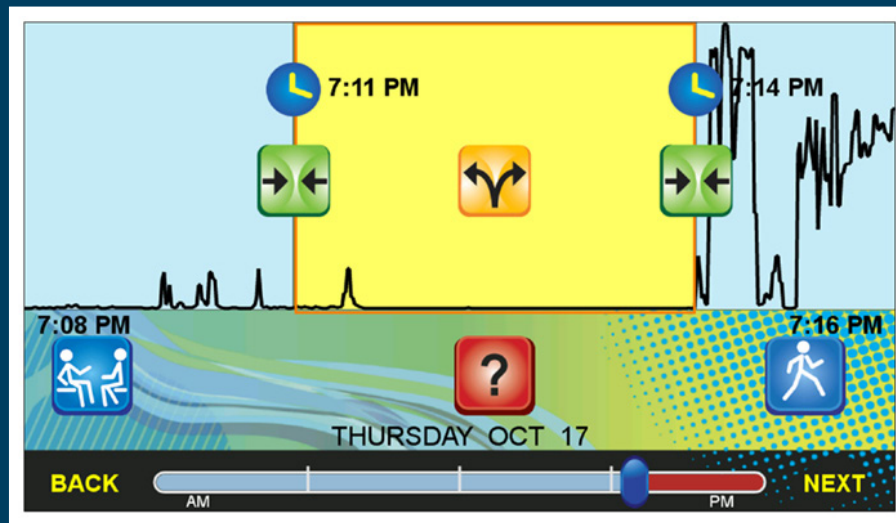 7:11 PM
7:14 PM
7:08 PM
7:16 PM
?
THURSDAY OCT 17
BACK
NEXT
AM
PM